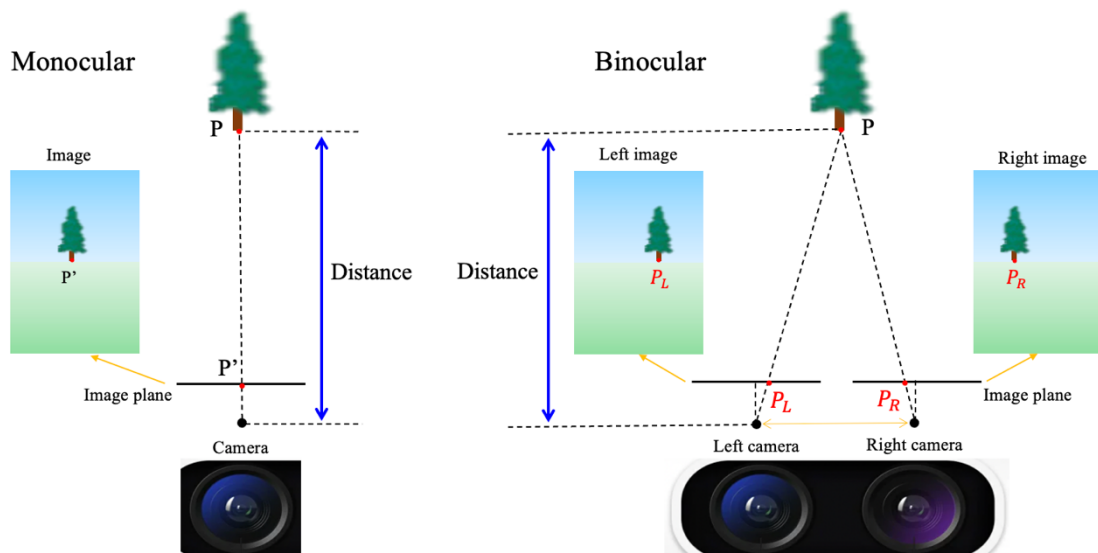 Monocular
P
Image
P’
Distance
P’
Image plane
Camera
Binocular
P
Left image
Right image
Distance
P_L
P_R
P_L
P_R
Image plane
Left camera
Right camera